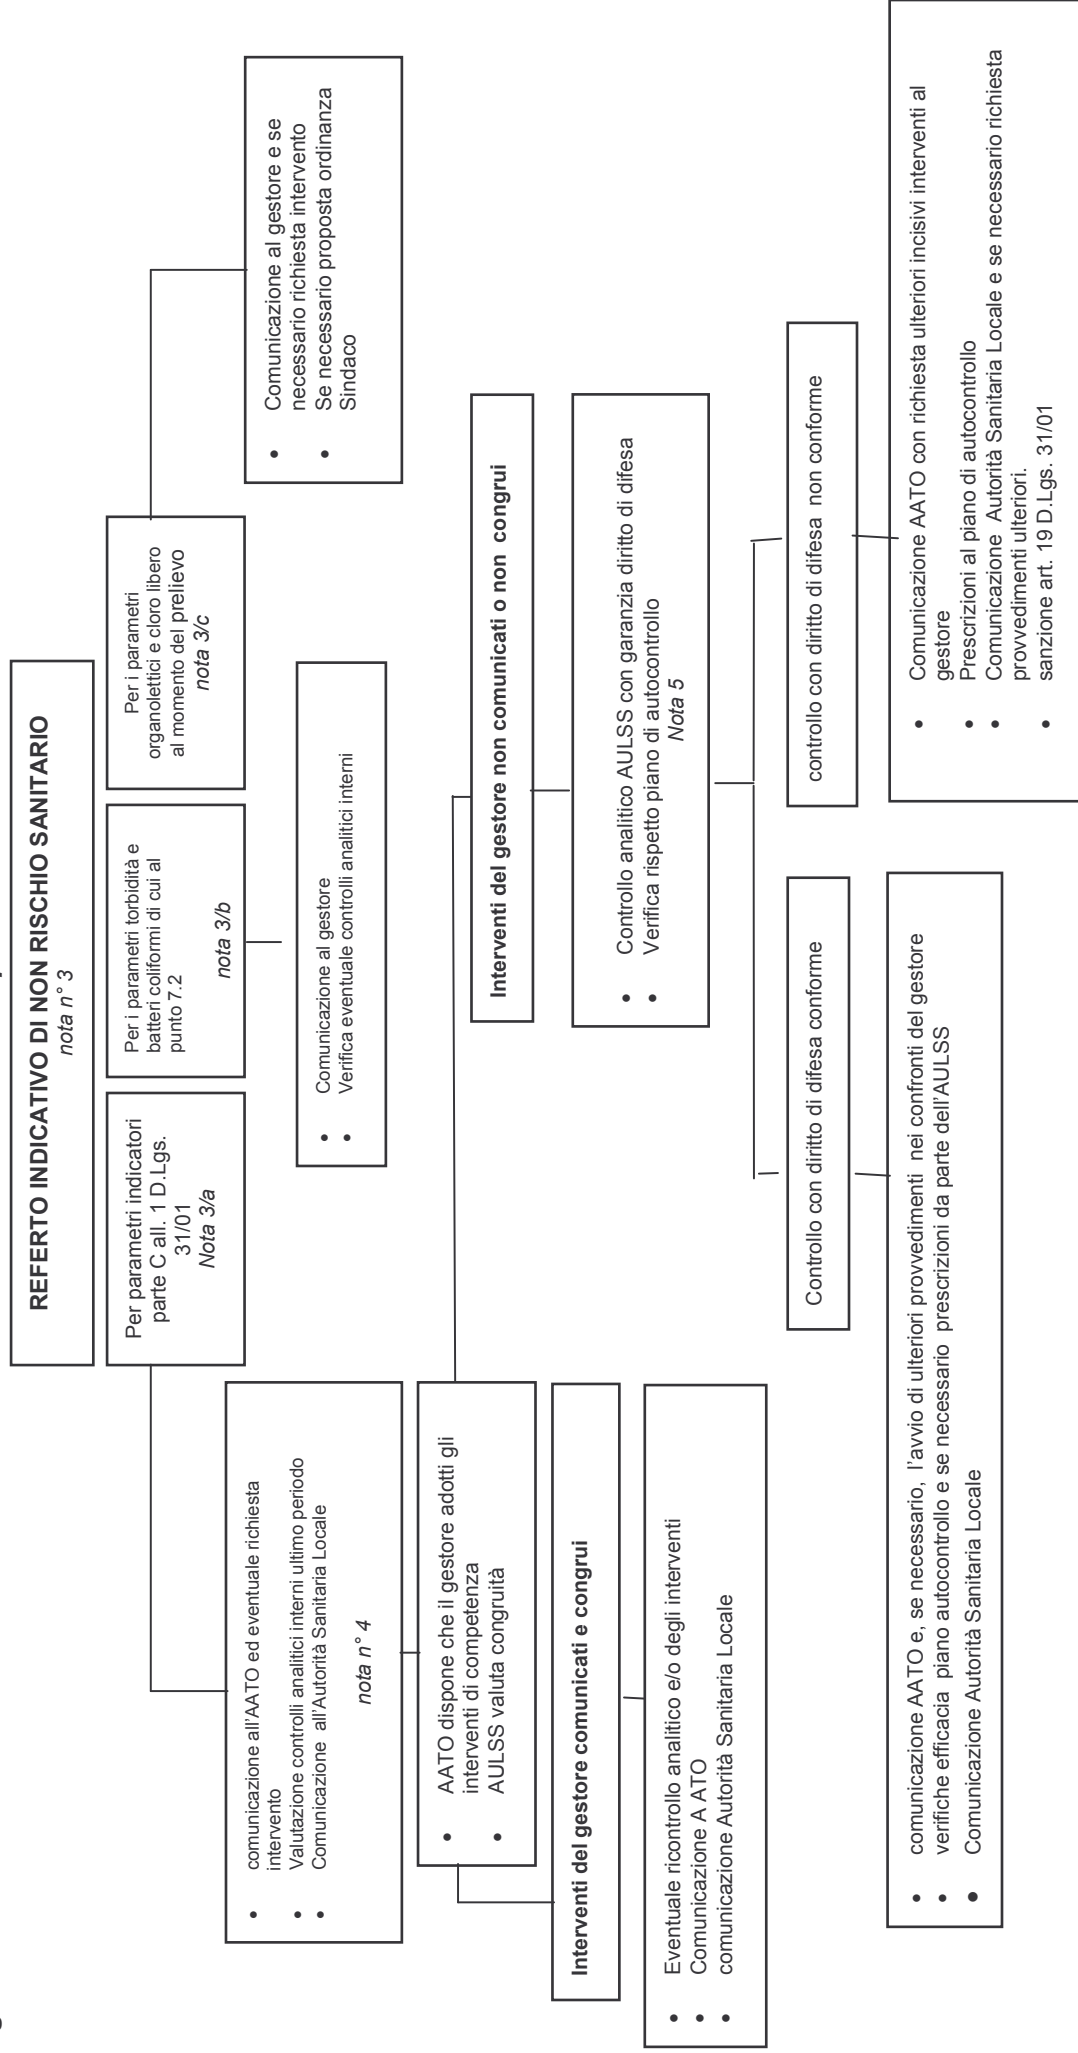 REFERTO INDICATIVO DI NON RISCHIO SANITARIO
nota n° 3
Per parametri indicatori
parte C all. 1 D.Lgs.
31/01
Nota 3/a
Per i parametri torbidità e
batteri coliformi di cui al
punto 7.2
nota 3/b
Per i parametri
organolettici e cloro libero
al momento del prelievo
nota 3/c
• comunicazione all'AATO ed eventuale richiesta
intervento
• Valutazione controlli analitici interni ultimo periodo
• Comunicazione all'Autorità Sanitaria Locale
nota n° 4
• Comunicazione al gestore
• Verifica eventuale controlli analitici interni
• Comunicazione al gestore e se
necessario richiesta intervento
• Se necessario proposta ordinanza
Sindaco
• AATO dispone che il gestore adotti gli
interventi di competenza
• AULSS valuta congruità
Interventi del gestore non comunicati o non congrui
Interventi del gestore comunicati e congrui
• Controllo analitico AULSS con garanzia diritto di difesa
• Verifica rispetto piano di autocontrollo
Nota 5
• Eventuale ricontrollo analitico e/o degli interventi
• Comunicazione A ATO
• comunicazione Autorità Sanitaria Locale
Controllo con diritto di difesa conforme
controllo con diritto di difesa non conforme
• comunicazione AATO e, se necessario, l'avvio di ulteriori provvedimenti nei confronti del gestore
• verifiche efficacia piano autocontrollo e se necessario prescrizioni da parte dell'AULSS
• Comunicazione Autorità Sanitaria Locale
• Comunicazione AATO con richiesta ulteriori incisivi interventi al
gestore
• Prescrizioni al piano di autocontrollo
• Comunicazione Autorità Sanitaria Locale e se necessario richiesta
provvedimenti ulteriori.
• sanzione art. 19 D.Lgs. 31/01